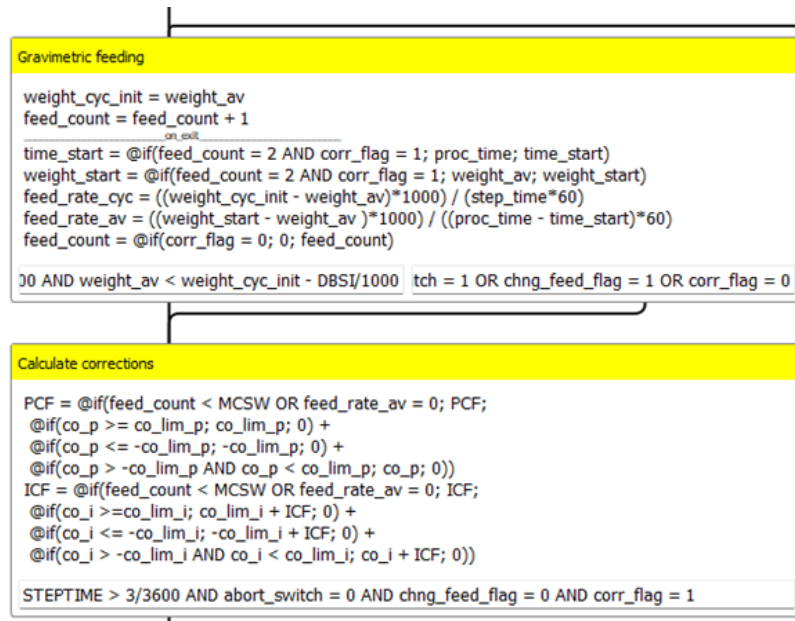 Gravimetric feeding
weight_cyc_init = weight_av
feed_count = feed_count + 1
on_exit
time_start = @if(feed_count = 2 AND corr_flag = 1; proc_time; time_start)
weight_start = @if(feed_count = 2 AND corr_flag = 1; weight_av; weight_start)
feed_rate_cyc = ((weight_cyc_init - weight_av)*1000) / (step_time*60)
feed_rate_av = ((weight_start - weight_av )*1000) / ((proc_time - time_start)*60)
feed_count = @if(corr_flag = 0; 0; feed_count)
00 AND weight_av < weight_cyc_init - DBSI/1000
tch = 1 OR chng_feed_flag = 1 OR corr_flag = 0
Calculate corrections
PCF = @if(feed_count < MCSW OR feed_rate_av = 0; PCF;
@if(co_p >= co_lim_p; co_lim_p; 0) +
@if(co_p <= -co_lim_p; -co_lim_p; 0) +
@if(co_p > -co_lim_p AND co_p < co_lim_p; co_p; 0))
ICF = @if(feed_count < MCSW OR feed_rate_av = 0; ICF;
@if(co_i >=co_lim_i; co_lim_i + ICF; 0) +
@if(co_i <= -co_lim_i; -co_lim_i + ICF; 0) +
@if(co_i > -co_lim_i AND co_i < co_lim_i; co_i + ICF; 0))
STEPTIME > 3/3600 AND abort_switch = 0 AND chng_feed_flag = 0 AND corr_flag = 1